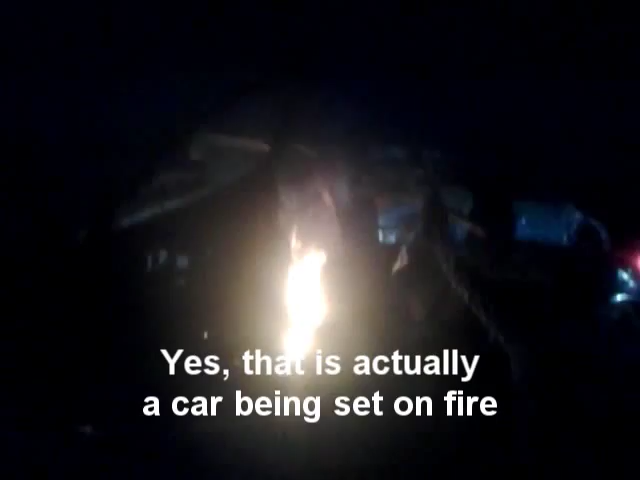 Yes, that is actually
a car being set on fire